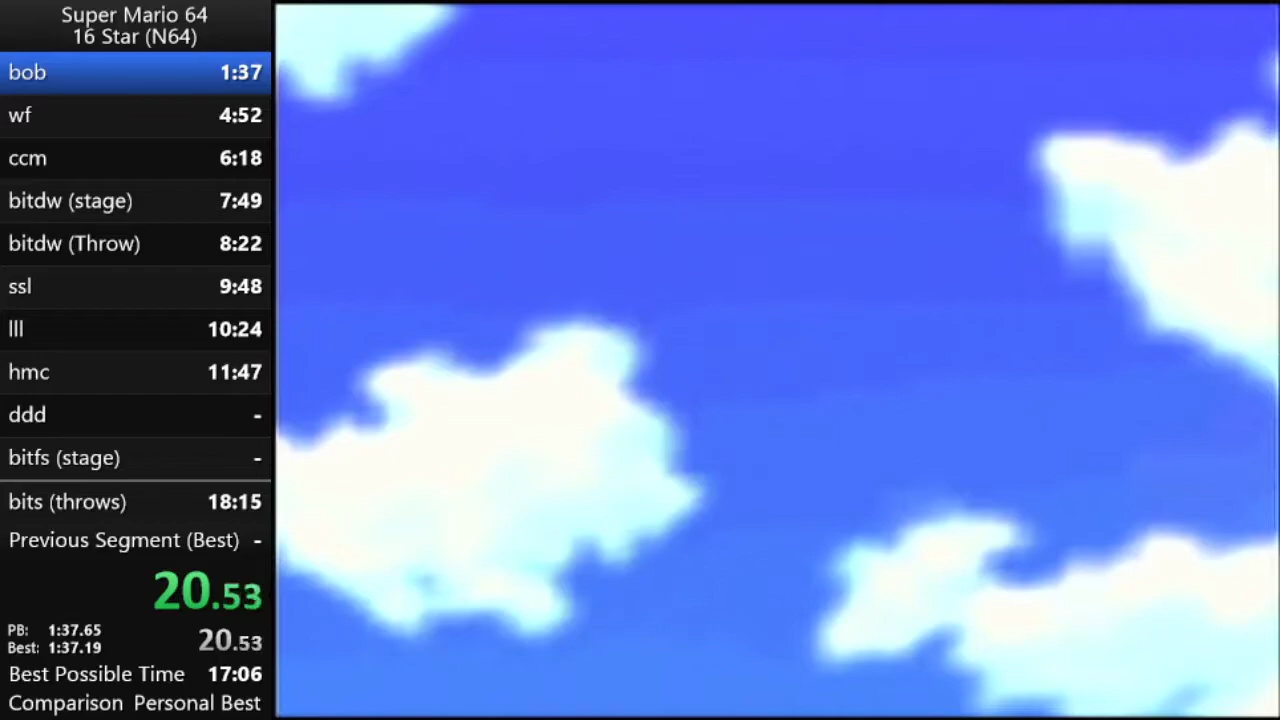 Super Mario 64
16 Star (N64)
bob 1:37
wf 4:52
ccm 6:18
bitdw (stage) 7:49
bitdw (Throw) 8:22
ssl 9:48
lll 10:24
hmc 11:47
ddd -
bitfs (stage) -
bits (throws) 18:15
Previous Segment (Best) -
20.53
PB: 1:37.65
Best: 1:37.19 20.53
Best Possible Time 17:06
Comparison Personal Best